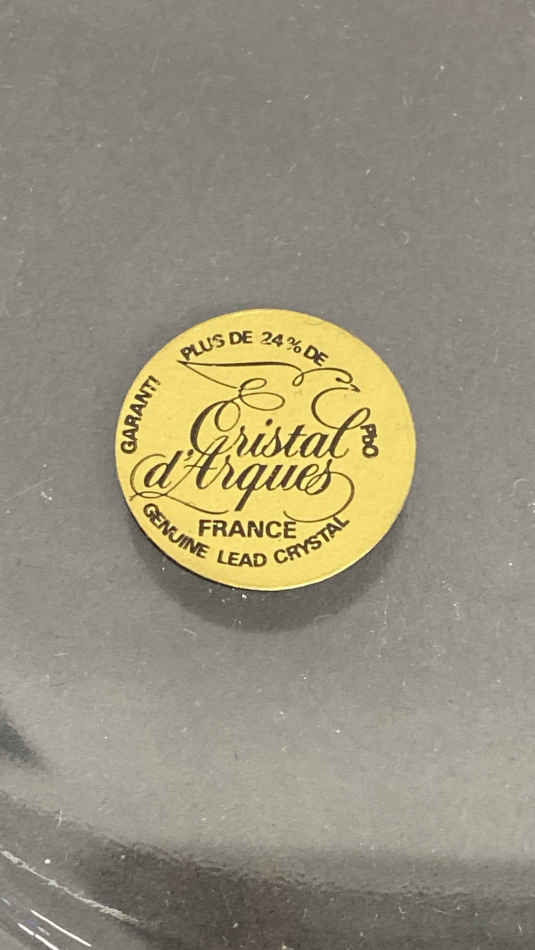 GARANTI PLUS DE 24% DE PbO
Cristal
d'Arques
FRANCE
GENUINE LEAD CRYSTAL